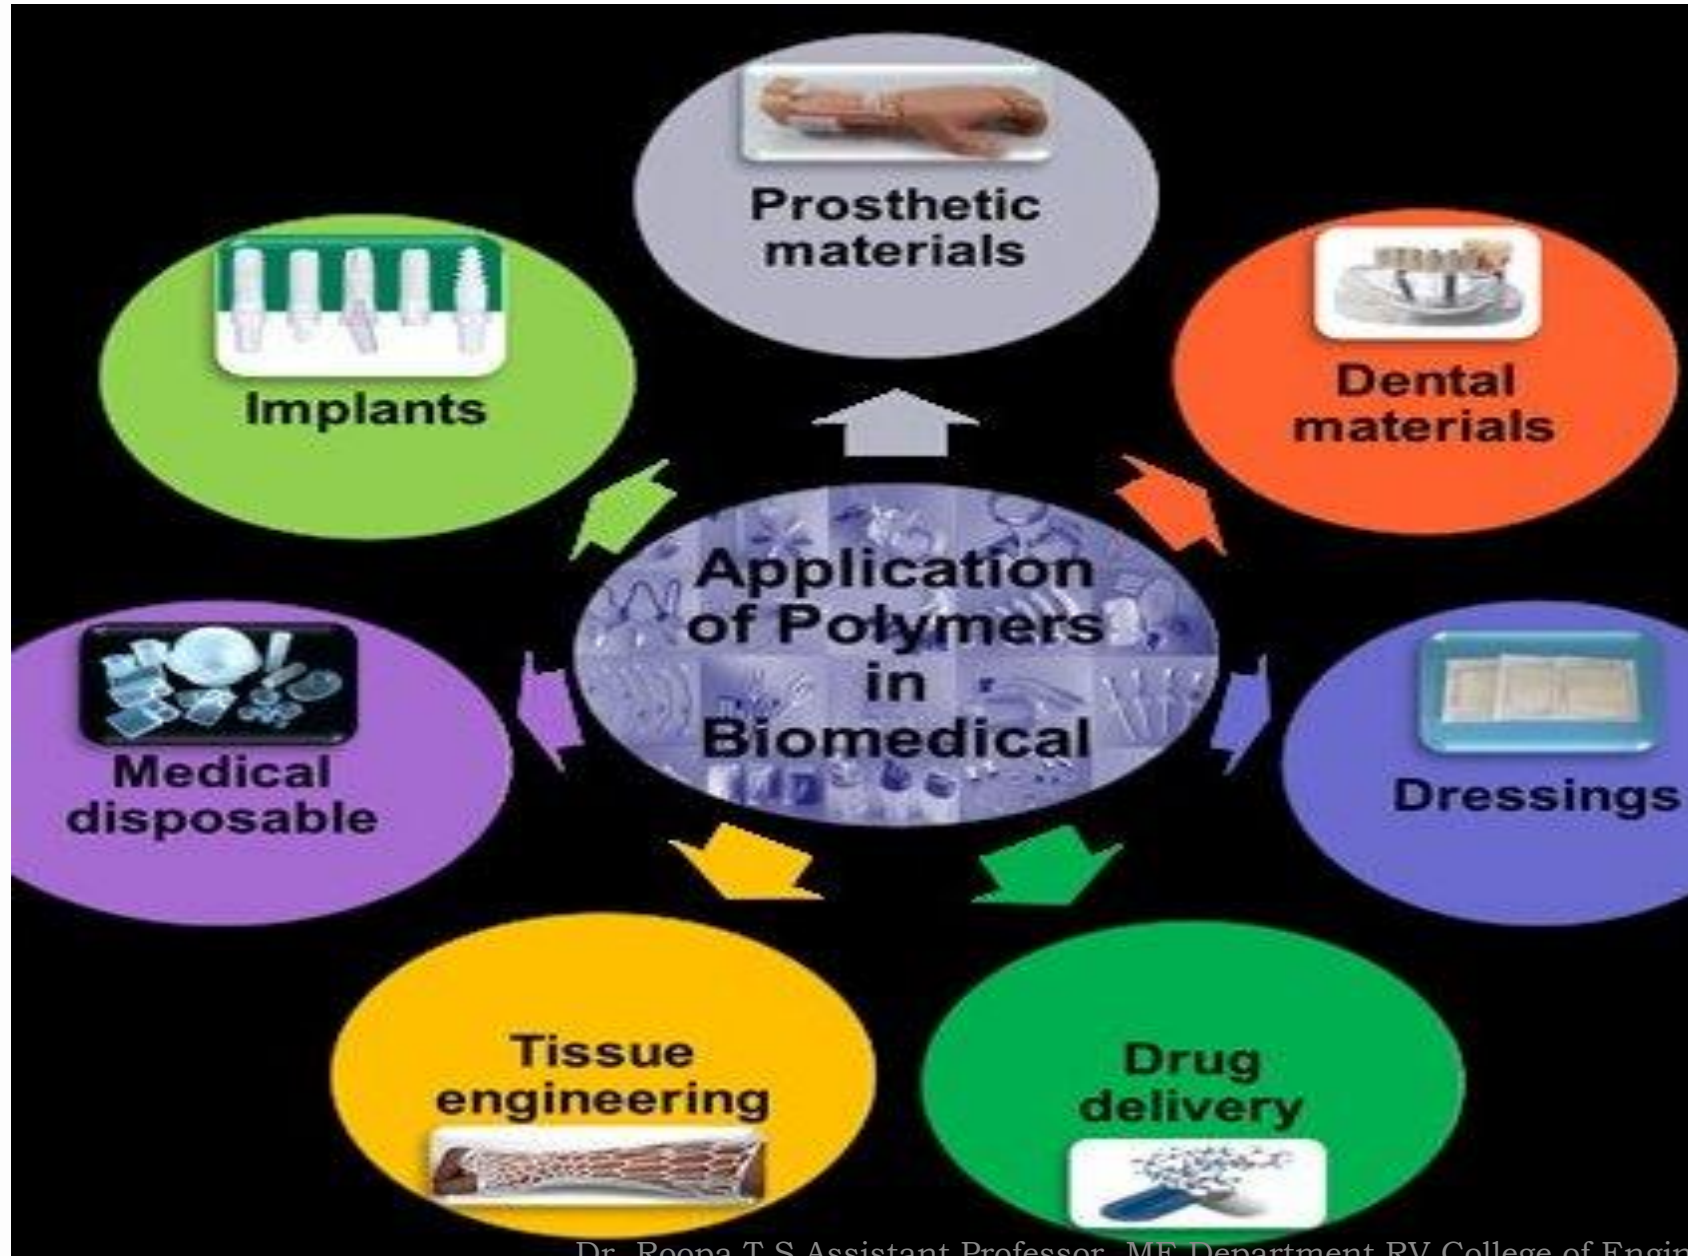 Prosthetic
materials
Implants
Dental
materials
Application
of Polymers
in
Biomedical
Medical
disposable
Dressings
Tissue
engineering
Drug
delivery
Dr. Roopa T S Assistant Professor, ME Department RV College of Engin